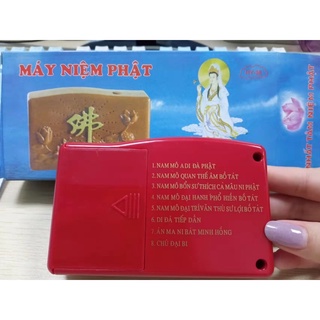 MÁY NIỆM PHẬT
佛
1. NAM MÔ A DI ĐÀ PHẬT
2. NAM MÔ QUAN THẾ ÂM BỒ TÁT
3. NAM MÔ BỔN SƯ THÍCH CA MÂU NI PHẬT
4. NAM MÔ ĐẠI HẠNH PHỔ HIỀN BỒ TÁT
5. NAM MÔ ĐẠI TRÍ VĂN THÙ SƯ LỢI BỒ TÁT
6. DI ĐÀ TIẾP DẪN
7. ÁN MA NI BÁT MINH HỒNG
8. CHÚ ĐẠI BI